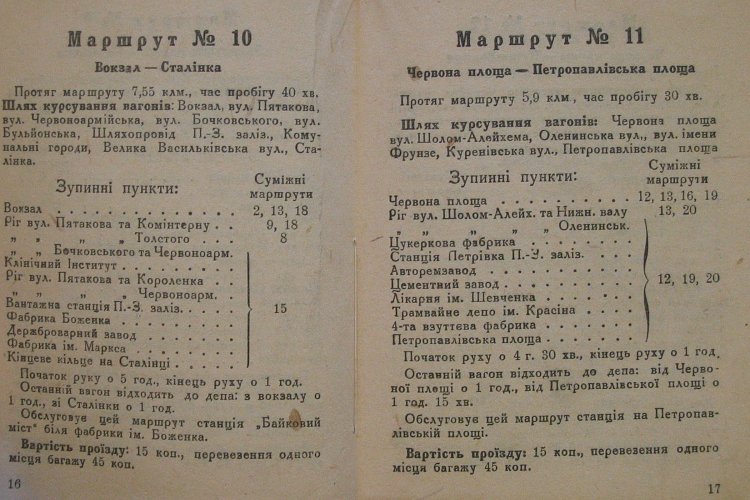 Маршрут № 10
Вокзал — Сталінка
Протяг маршруту 7,55 клм., час пробігу 40 хв.
Шлях курсування вагонів: Вокзал, вул. Пятакова,
вул. Червоноармійська, вул. Бочковського, вул.
Бульйонська, Шляхопровід П.-З. заліз., Кому-
нальні городи, Велика Васильківська вул., Ста-
лінка.
Зупинні пункти: Суміжні
маршрути
Вокзал . . . . . . . . . . . . 2, 13, 18
Ріг вул. Пятакова та Комінтерну . . 9, 18
„ „ „ „ Толстого . . . 8
„ „ Бочковського та Червоноарм.
Клінічний Інститут . . . . . . .
Ріг вул. Пятакова та Короленка . .
„ „ „ Червоноарм. .
Вантажна станція П.-З. заліз. . . . 15
Фабрика Боженка . . . . . . .
Держброварний завод . . . . .
Фабрика ім. Маркса . . . . . .
Кінцеве кільце на Сталінці . . . .
Початок руку о 5 год., кінець руху о 1 год.
Останній вагон відходить до депа: з вокзалу о
1 год., зі Сталінки о 1 год.
Обслуговує цей маршрут станція „Байковий
міст" біля фабрики ім. Боженка.
Вартість проїзду: 15 коп., перевезення одного
місця багажу 45 коп.
16
Маршрут № 11
Червона площа — Петропавлівська площа
Протяг маршруту 5,9 клм., час пробігу 30 хв.
Шлях курсування вагонів: Червона площа
вул. Шолом-Алейхема, Оленинська вул., вул. імени
Фрунзе, Куренівська вул., Петропавлівська площа
Зупинні пункти: Суміжні
маршрути
Червона площа . . . . . . . . . . 12, 13, 16, 19
Ріг вул. Шолом-Алейх. та Нижн. валу 13, 20
„ „ „ „ „ Оленинськ.
Цукеркова фабрика . . . . . . .
Станція Петрівка П.-З. заліз. . . .
Авторемзавод . . . . . . . . .
Цементний завод . . . . . . . . 12, 19, 20
Лікарня ім. Шевченка . . . . . .
Трамвайне депо ім. Красіна . . . .
4-та взуттєва фабрика . . . . . .
Петропавлівська площа . . . . . .
Початок руху о 4 г. 30 хв., кінець руху о 1 год.
Останній вагон відходить до депа: від Черво-
ної площі о 1 год., від Петропавлівської площі о
1 год. 15 хв.
Обслуговує цей маршрут станція на Петропав-
лівській площі.
Вартість проїзду: 15 коп., перевезення одного
місця багажу 45 коп.
17